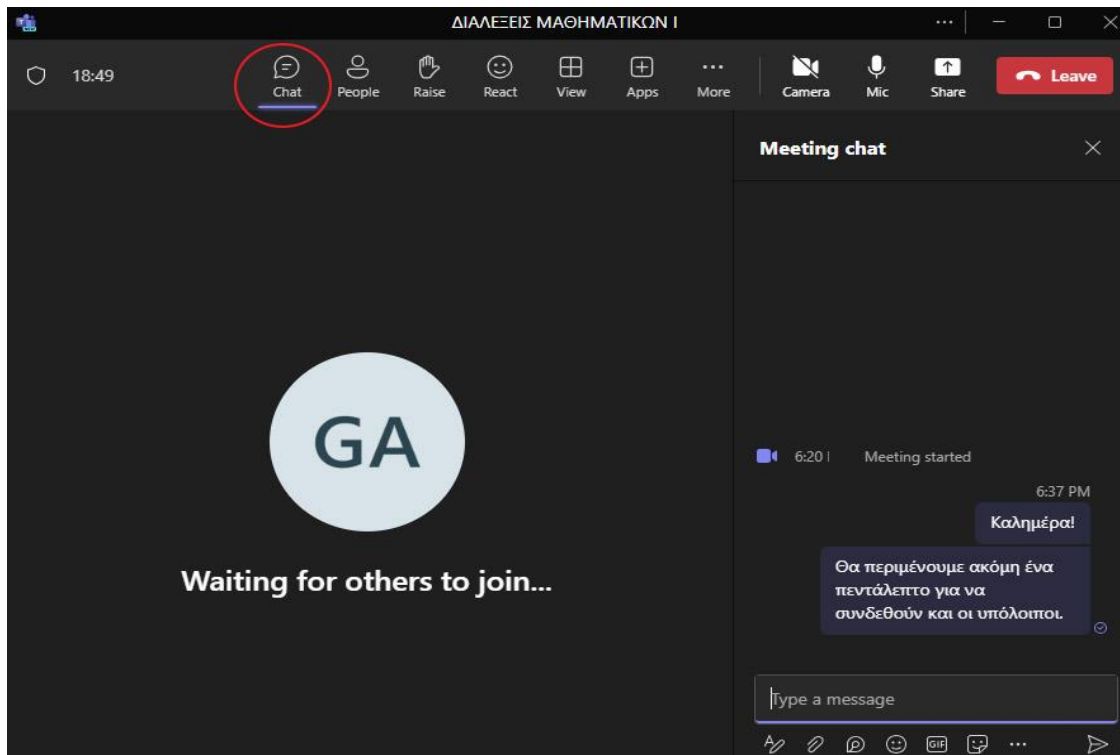 ΔΙΑΛΕΞΕΙΣ ΜΑΘΗΜΑΤΙΚΩΝ Ι
18:49
Chat
People
Raise
React
View
Apps
More
Camera
Mic
Share
Leave
Meeting chat
GA
Waiting for others to join...
6:20
Meeting started
6:37 PM
Καλημέρα!
Θα περιμένουμε ακόμη ένα
πεντάλεπτο για να
συνδεθούν και οι υπόλοιποι.
Type a message
GIF